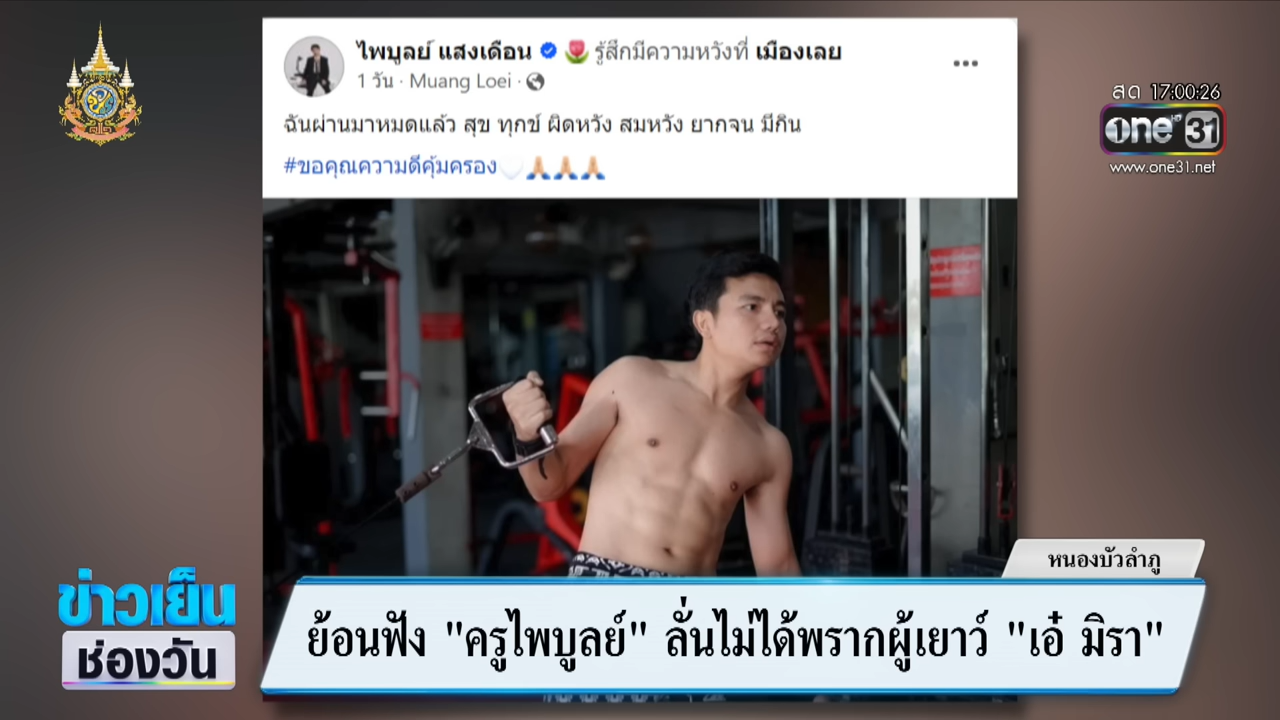 ไพบูลย์ แสงเดือน 🌷 รู้สึกมีความหวังที่ เมืองเลย
1 วัน · Muang Loei ·
ฉันผ่านมาหมดแล้ว สุข ทุกข์ ผิดหวัง สมหวัง ยากจน มีกิน
#ขอคุณความดีคุ้มครอง🤍🙏🏼🙏🏼🙏🏼
สด 17:00:26
one HD 31
www.one31.net
หนองบัวลำภู
ข่าวเย็น
ช่องวัน
ย้อนฟัง "ครูไพบูลย์" ลั่นไม่ได้พรากผู้เยาว์ "เอ๋ มิรา"